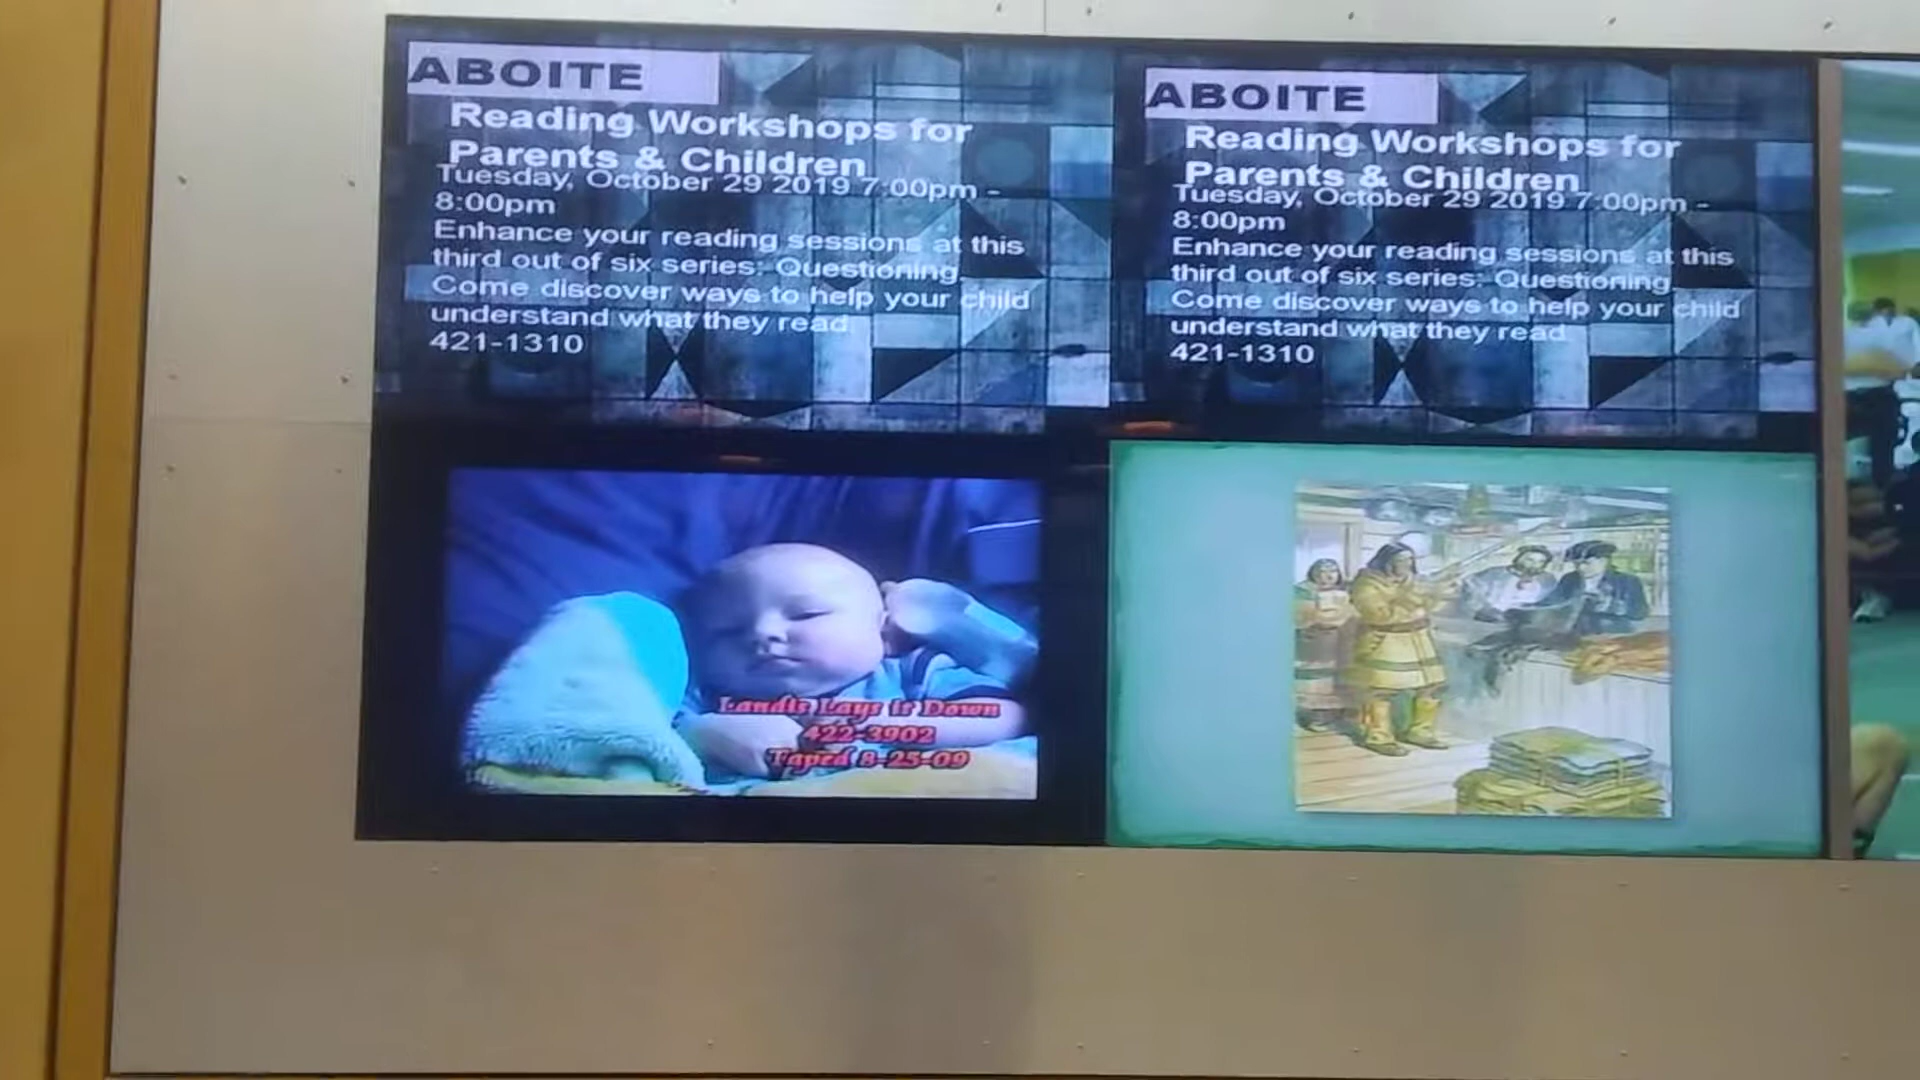 ABOITE
Reading Workshops for
Parents & Children
Tuesday, October 29 2019 7:00pm -
8:00pm
Enhance your reading sessions at this
third out of six series: Questioning.
Come discover ways to help your child
understand what they read.
421-1310
ABOITE
Reading Workshops for
Parents & Children
Tuesday, October 29 2019 7:00pm -
8:00pm
Enhance your reading sessions at this
third out of six series: Questioning.
Come discover ways to help your child
understand what they read.
421-1310
Landis Lays it Down
422-3902
Taped 8-25-09